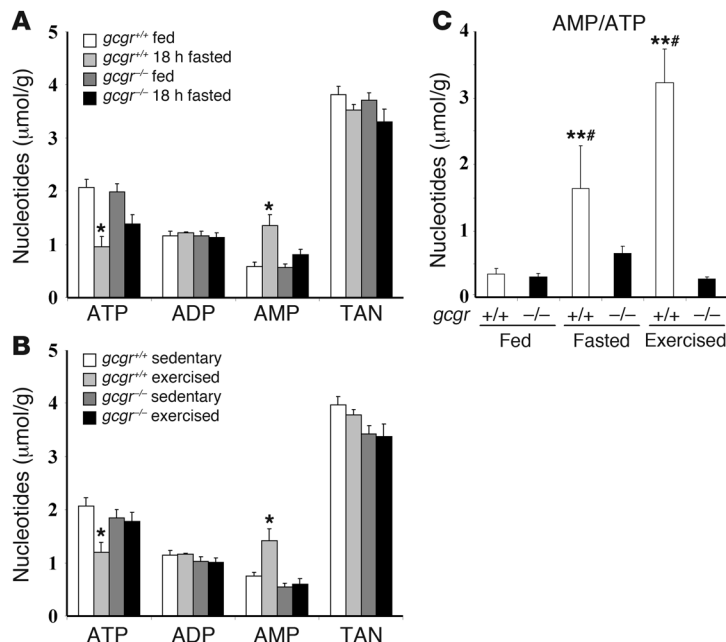 A
Nucleotides (μmol/g)
5
4
3
2
1
0
gcgr+/+ fed
gcgr+/+ 18 h fasted
gcgr–/– fed
gcgr–/– 18 h fasted
*
*
ATP ADP AMP TAN
B
Nucleotides (μmol/g)
5
4
3
2
1
0
gcgr+/+ sedentary
gcgr+/+ exercised
gcgr–/– sedentary
gcgr–/– exercised
*
*
ATP ADP AMP TAN
C
AMP/ATP
Nucleotides (μmol/g)
4
3
2
1
0
**#
**#
gcgr +/+ –/– +/+ –/– +/+ –/–
Fed Fasted Exercised